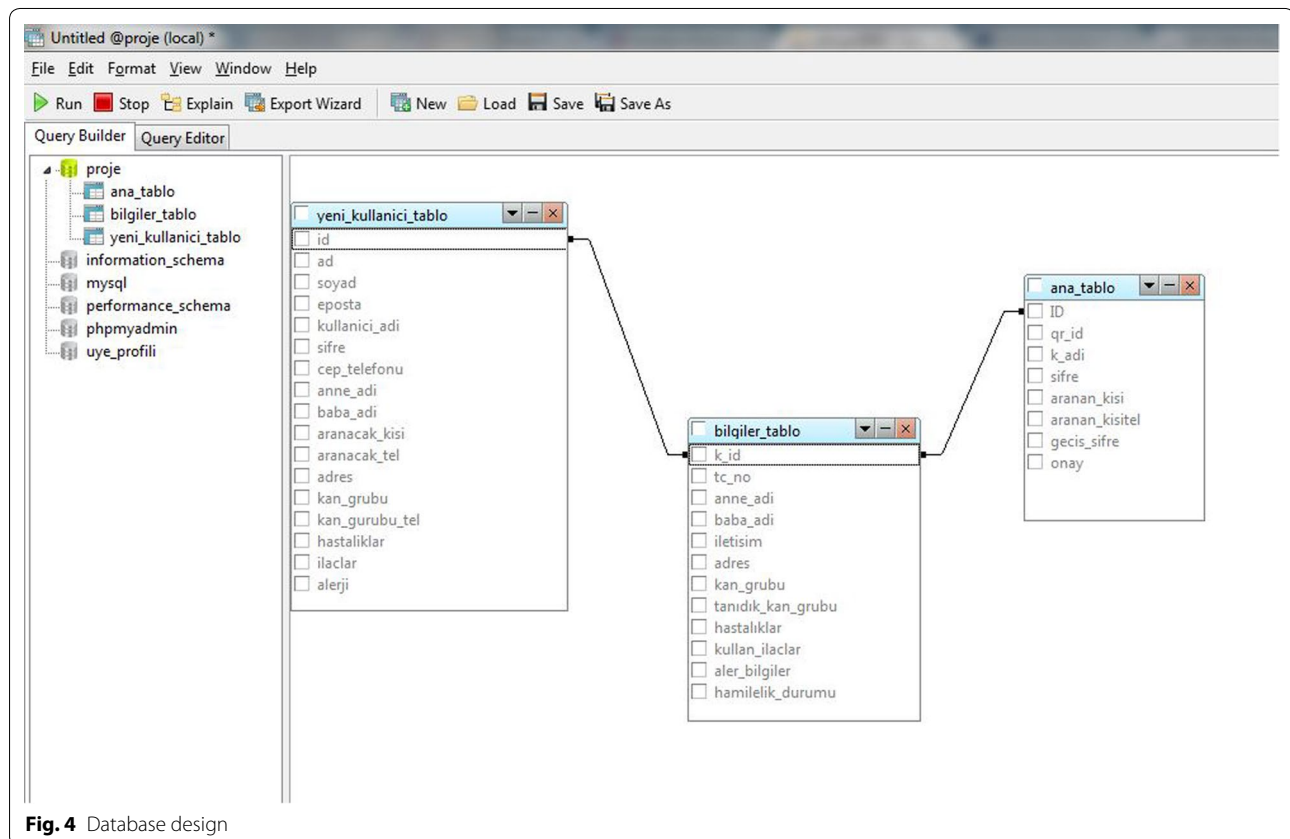 Untitled @proje (local) *
File Edit Format View Window Help
Run Stop Explain Export Wizard New Load Save Save As
Query Builder Query Editor
proje
ana_tablo
bilgiler_tablo
yeni_kullanici_tablo
information_schema
mysql
performance_schema
phpmyadmin
uye_profili
yeni_kullanici_tablo
id
ad
soyad
eposta
kullanici_adi
sifre
cep_telefonu
anne_adi
baba_adi
aranacak_kisi
aranacak_tel
adres
kan_grubu
kan_gurubu_tel
hastaliklar
ilaclar
alerji
bilgiler_tablo
k_id
tc_no
anne_adi
baba_adi
iletisim
adres
kan_grubu
tanıdık_kan_grubu
hastalıklar
kullan_ilaclar
aler_bilgiler
hamilelik_durumu
ana_tablo
ID
qr_id
k_adi
sifre
aranan_kisi
aranan_kisitel
gecis_sifre
onay
Fig. 4 Database design